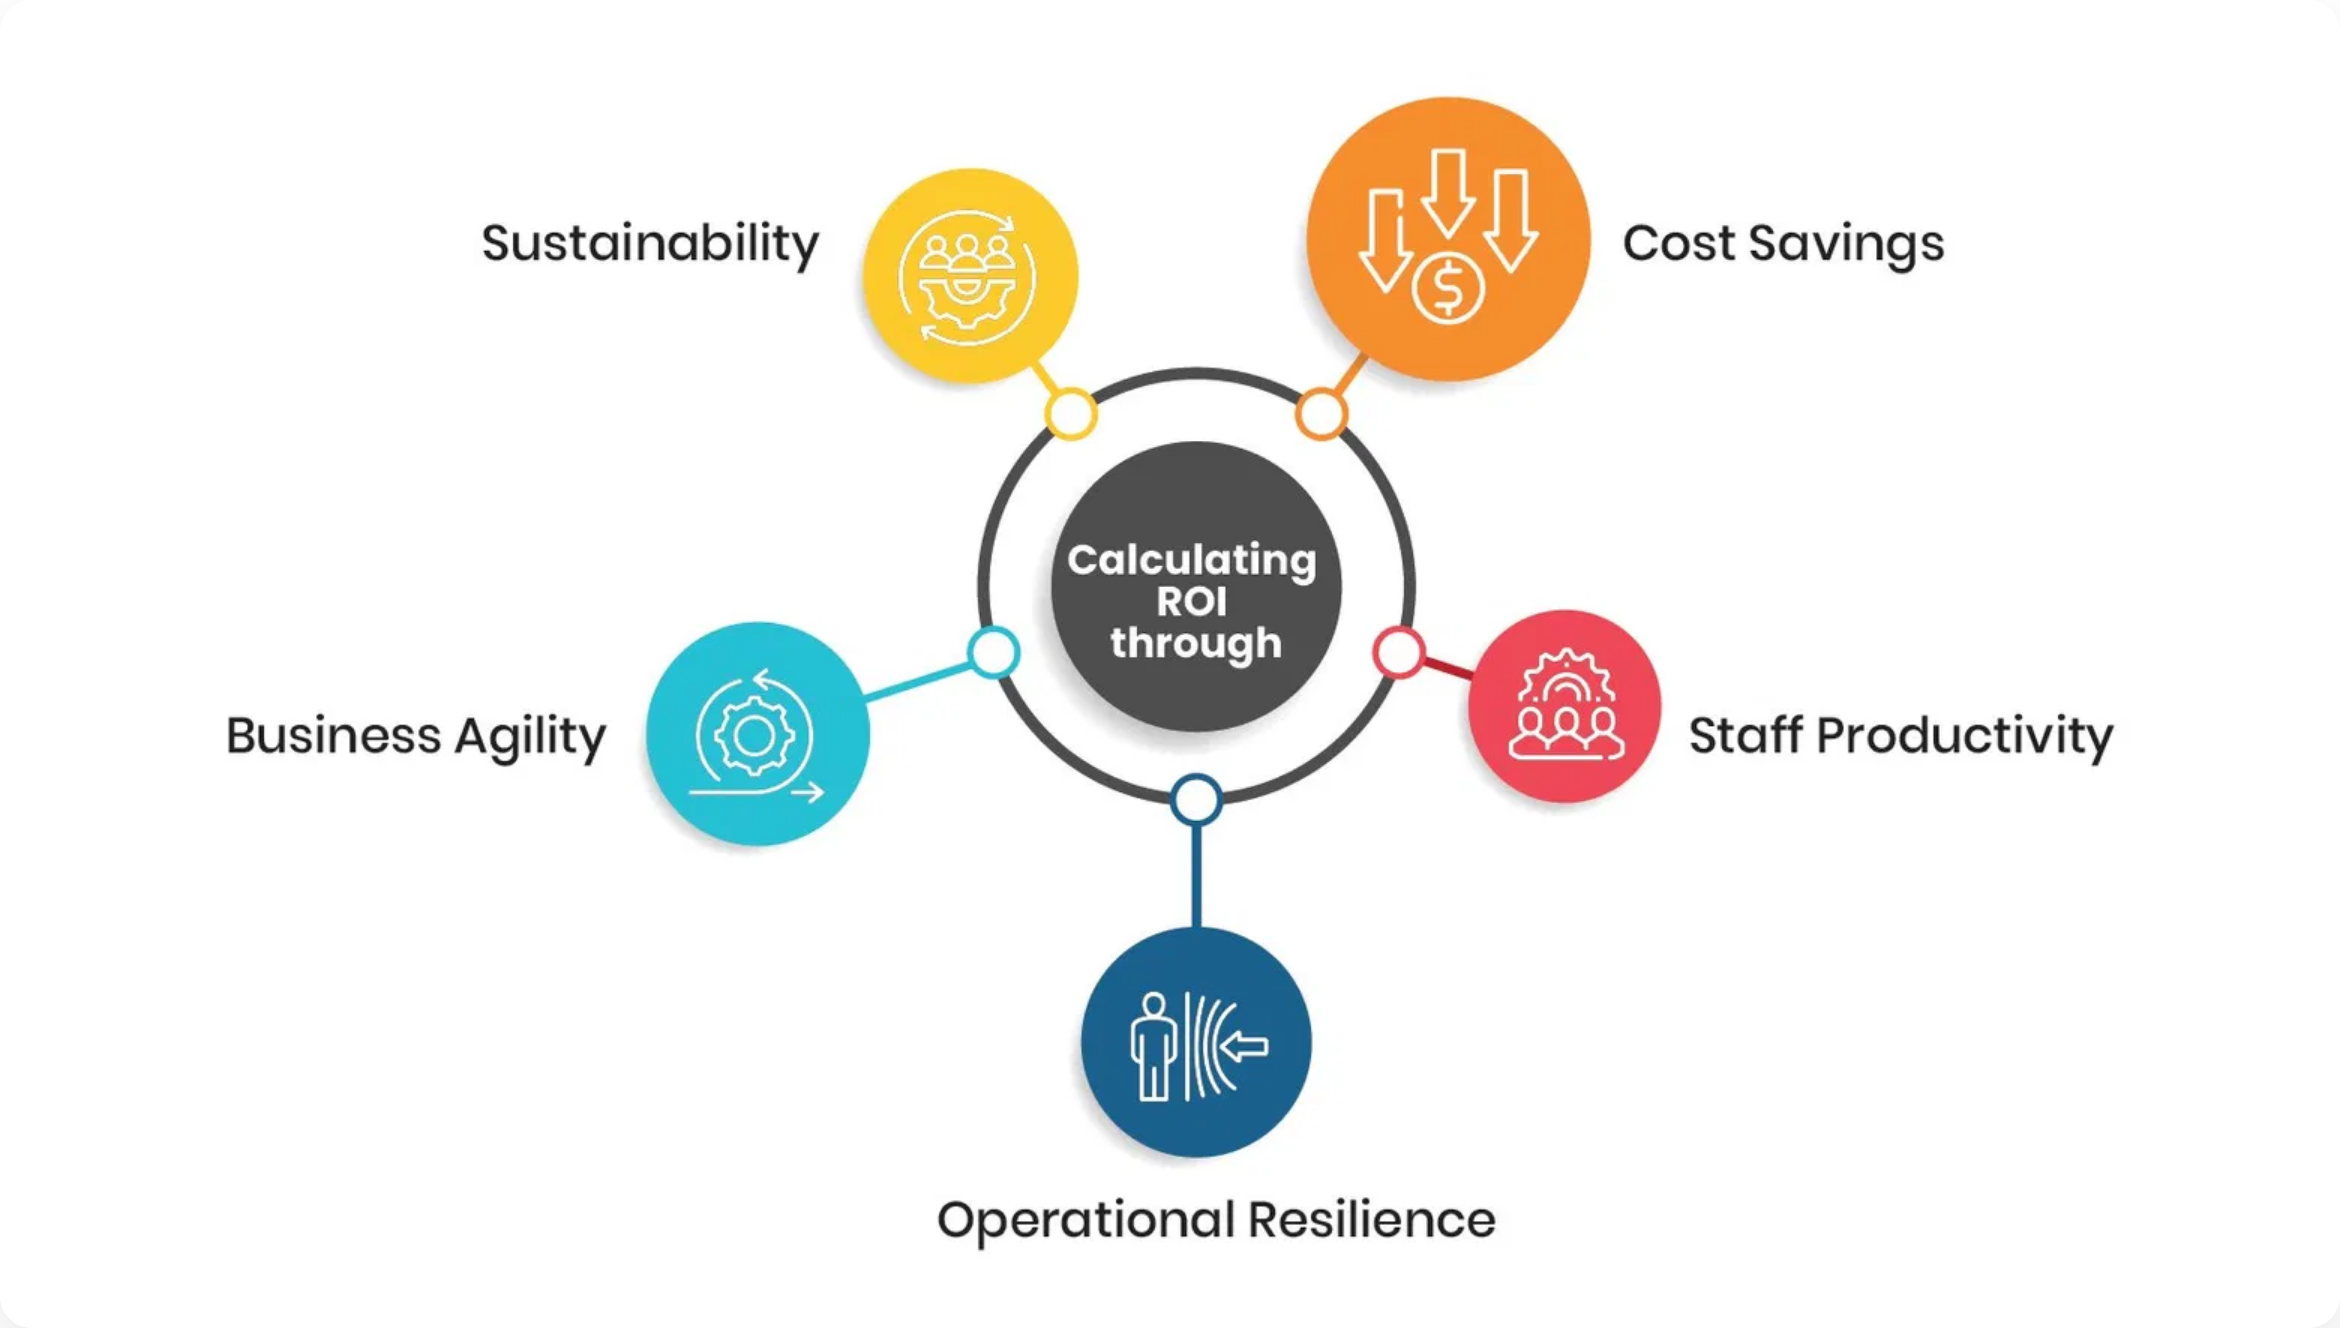 Sustainability
Cost Savings
Calculating
ROI
through
Business Agility
Staff Productivity
Operational Resilience
$